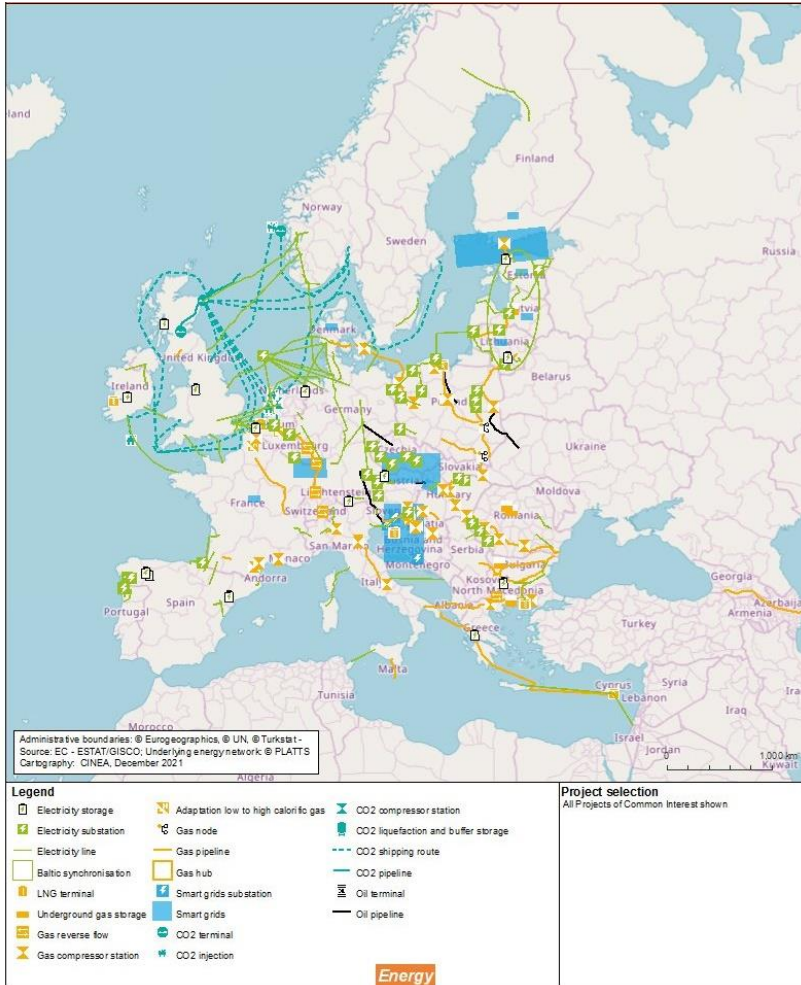 land
Finland
Norway
Russia
Sweden
Estonia
Latvia
Denmark
Lithuania
United Kingdom
Belarus
Ireland
Netherlands
Poland
Germany
Luxembourg
Czechia
Ukraine
Slovakia
Austria
Hungary
Moldova
France
Liechtenstein
Switzerland
Romania
San Marino
Bosnia and
Herzegovina
Serbia
Monaco
Montenegro
Bulgaria
Georgia
Andorra
Ital
Kosovo
North Macedonia
Azerbaijan
Armenia
Portugal
Spain
Albania
Greece
Turkey
Malta
Cyprus
Syria
Lebanon
Tunisia
Iraq
Ira
Morocco
Israel
Jordan
Kuwait
Algeria
0 1,000 km
Administrative boundaries: © Eurogeographics, © UN, © Turkstat -
Source: EC - ESTAT/GISCO; Underlying energy network: © PLATTS
Cartography: CINEA, December 2021
Legend
Electricity storage
Electricity substation
Electricity line
Baltic synchronisation
LNG terminal
Underground gas storage
Gas reverse flow
Gas compressor station
Adaptation low to high calorific gas
Gas node
Gas pipeline
Gas hub
Smart grids substation
Smart grids
CO2 terminal
CO2 injection
CO2 compressor station
CO2 liquefaction and buffer storage
CO2 shipping route
CO2 pipeline
Oil terminal
Oil pipeline
Project selection
All Projects of Common Interest shown
Energy